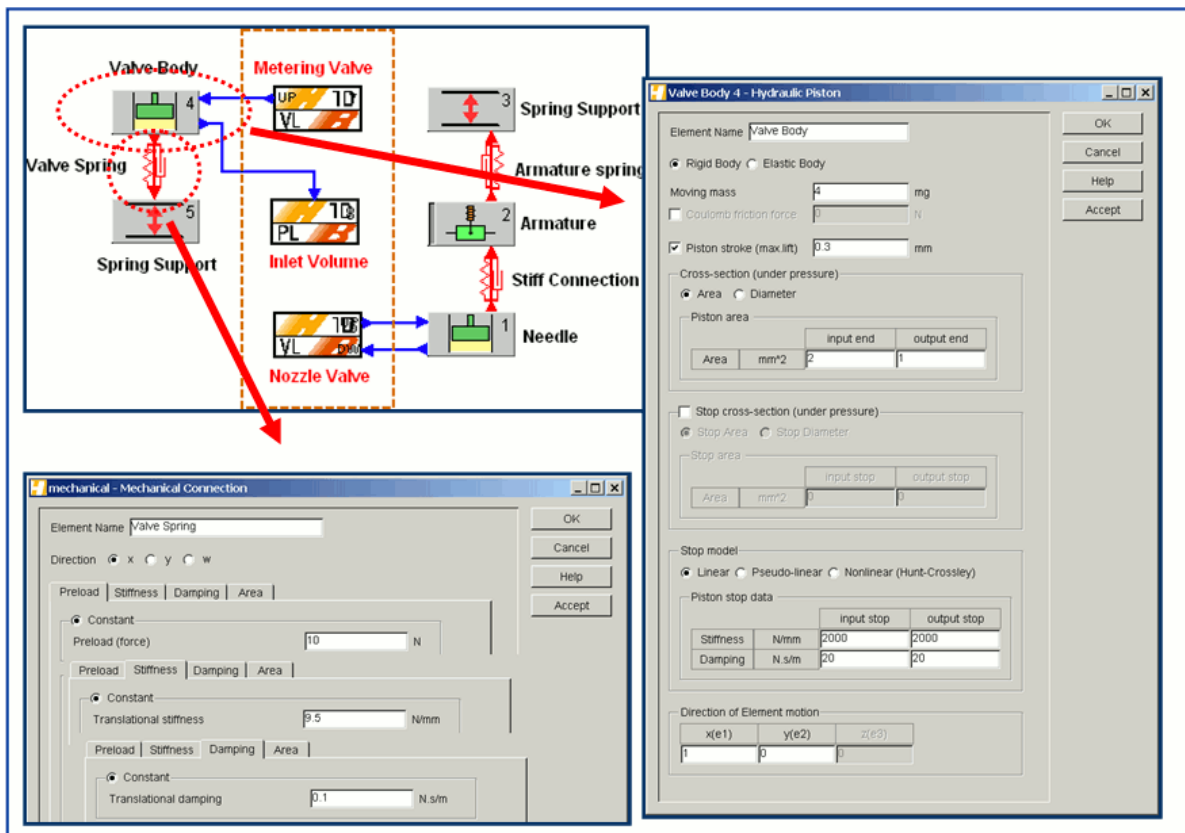 Valve Body
Metering Valve
4
UP
1D
VL
3
Spring Support
Valve Spring
Armature spring
5
1D
PL
2
Armature
Spring Support
Inlet Volume
Stiff Connection
VL
1
Needle
Nozzle Valve
Valve Body 4 - Hydraulic Piston
Element Name Valve Body
OK
Rigid Body Elastic Body
Cancel
Moving mass 4 mg
Help
Coulomb friction force 0 N
Accept
Piston stroke (max.lift) 0.3 mm
Cross-section (under pressure)
Area Diameter
Piston area
input end output end
Area mm^2 2 1
Stop cross-section (under pressure)
Stop Area Stop Diameter
Stop area
input stop output stop
Area mm^2 0 0
Stop model
Linear Pseudo-linear Nonlinear (Hunt-Crossley)
Piston stop data
input stop output stop
Stiffness N/mm 2000 2000
Damping N.s/m 20 20
Direction of Element motion
x(e1) y(e2) z(e3)
1 0 0
mechanical - Mechanical Connection
Element Name Valve Spring
OK
Direction x y w
Cancel
Help
Preload Stiffness Damping Area
Accept
Constant
Preload (force) 10 N
Preload Stiffness Damping Area
Constant
Translational stiffness 9.5 N/mm
Preload Stiffness Damping Area
Constant
Translational damping 0.1 N.s/m